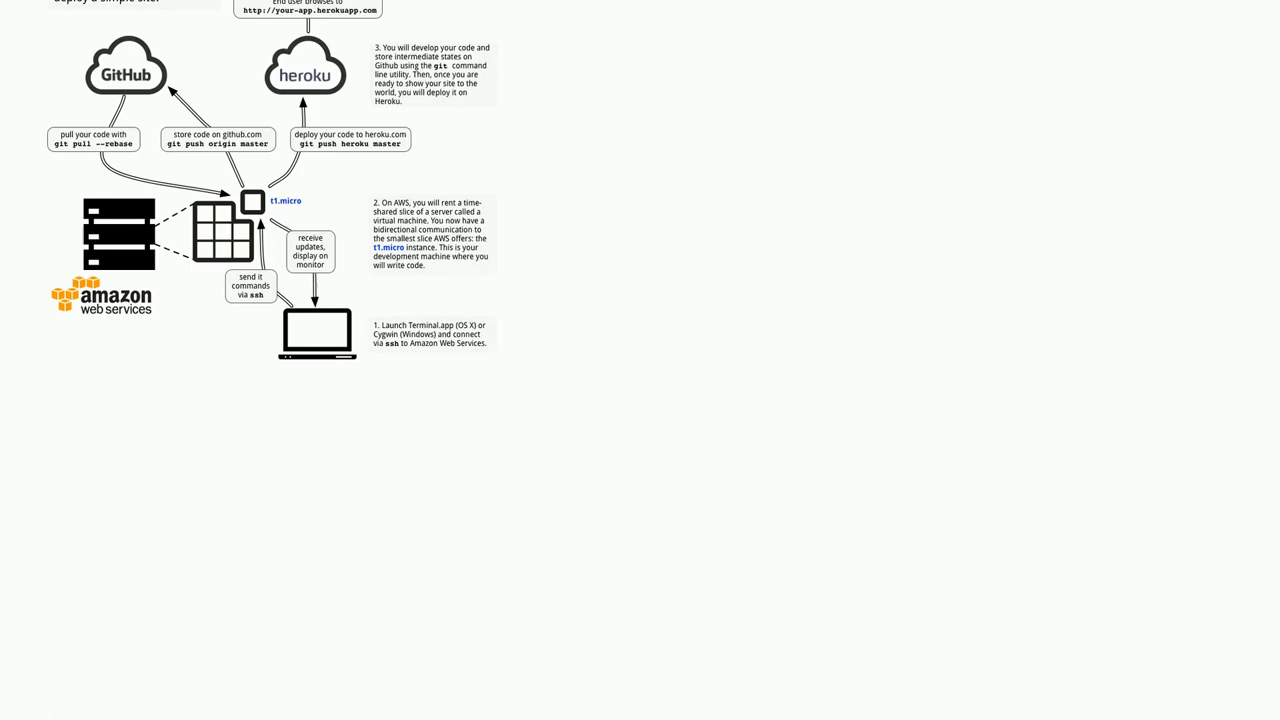 deploy a simple site.
End user browses to
http://your-app.herokuapp.com
GitHub
heroku
3. You will develop your code and
store intermediate states on
Github using the git command
line utility. Then, once you are
ready to show your site to the
world, you will deploy it on
Heroku.
pull your code with
git pull --rebase
store code on github.com
git push origin master
deploy your code to heroku.com
git push heroku master
t1.micro
2. On AWS, you will rent a time-
shared slice of a server called a
virtual machine. You now have a
bidirectional communication to
the smallest slice AWS offers: the
t1.micro instance. This is your
development machine where you
will write code.
receive
updates,
display on
monitor
send it
commands
via ssh
amazon
web services
1. Launch Terminal.app (OS X) or
Cygwin (Windows) and connect
via ssh to Amazon Web Services.